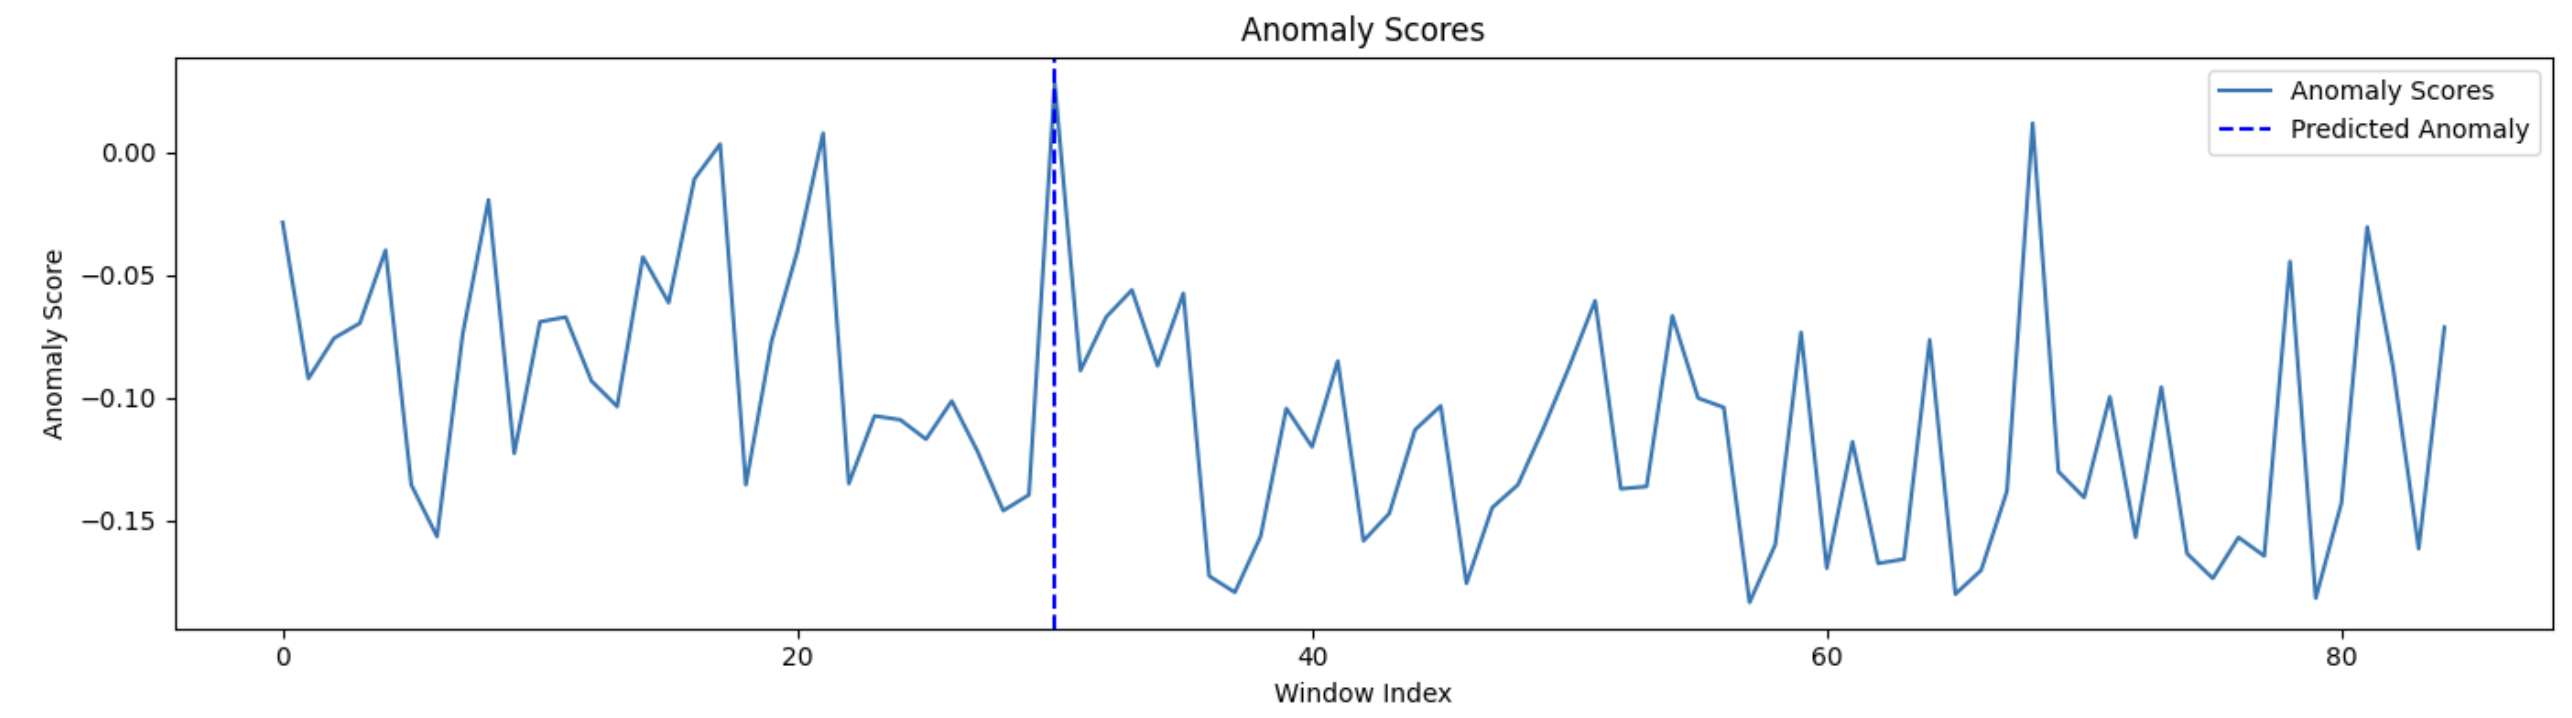 Anomaly Scores
Anomaly Scores
Predicted Anomaly
Anomaly Score
0.00
−0.05
−0.10
−0.15
0
20
40
60
80
Window Index